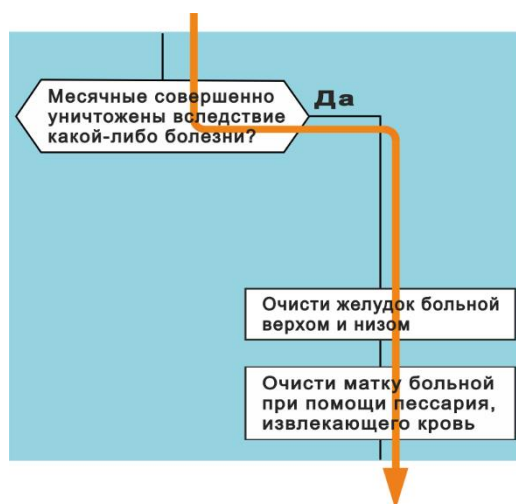 Месячные совершенно
уничтожены вследствие
какой-либо болезни?
Да
Очисти желудок больной
верхом и низом
Очисти матку больной
при помощи пессария,
извлекающего кровь